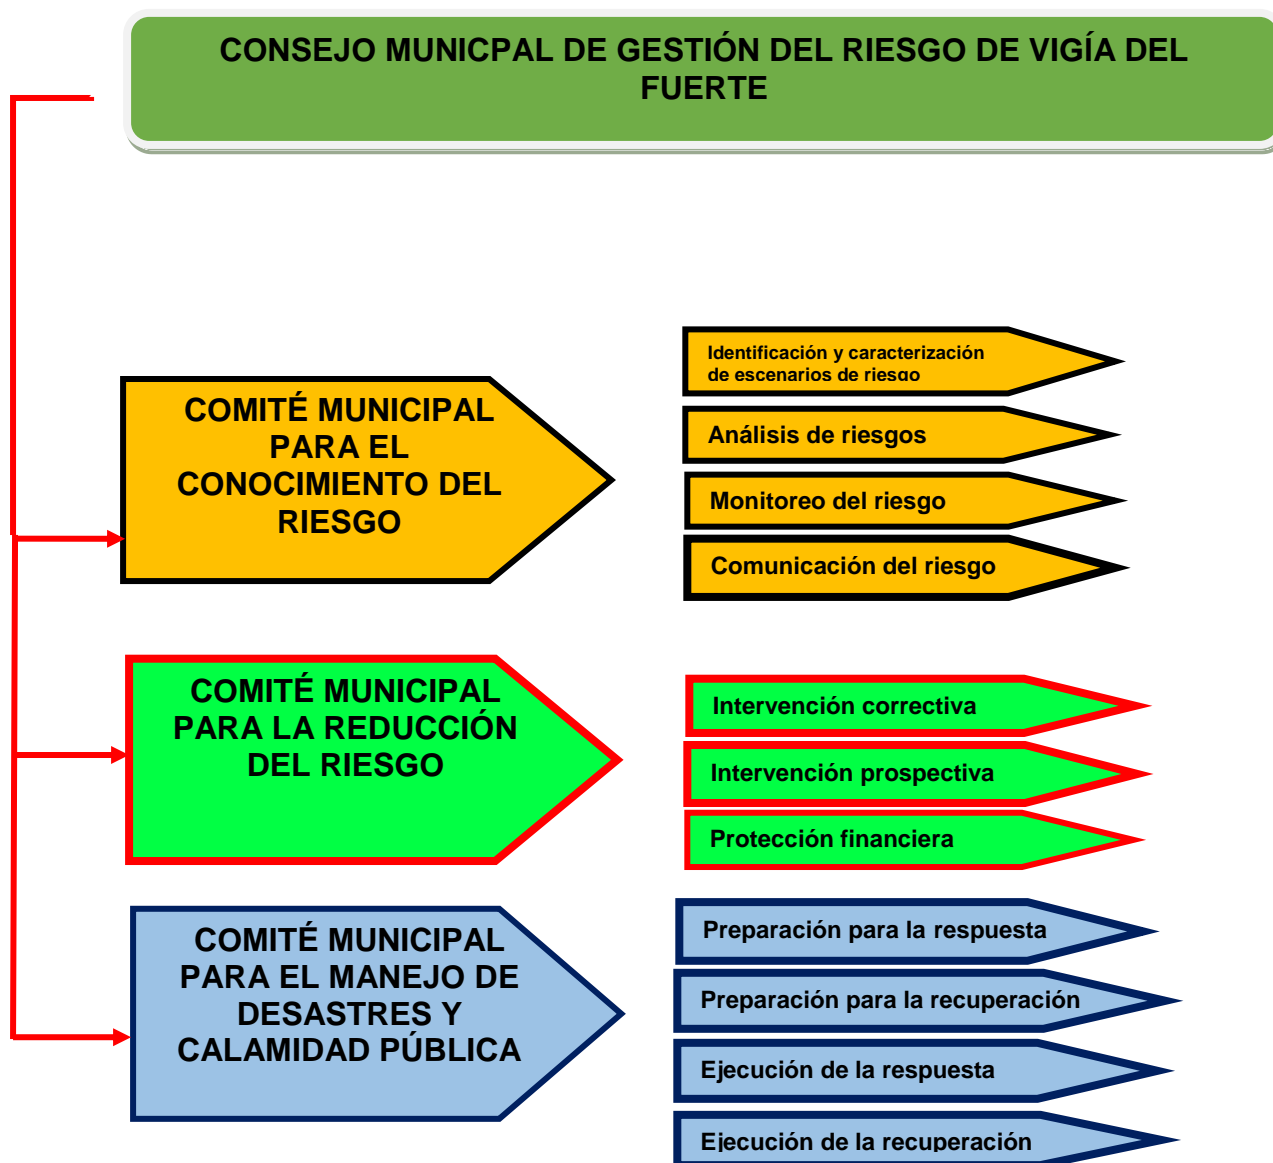 CONSEJO MUNICPAL DE GESTIÓN DEL RIESGO DE VIGÍA DEL
FUERTE
COMITÉ MUNICIPAL
PARA EL
CONOCIMIENTO DEL
RIESGO
Identificación y caracterización
de escenarios de riesgo
Análisis de riesgos
Monitoreo del riesgo
Comunicación del riesgo
COMITÉ MUNICIPAL
PARA LA REDUCCIÓN
DEL RIESGO
Intervención correctiva
Intervención prospectiva
Protección financiera
COMITÉ MUNICIPAL
PARA EL MANEJO DE
DESASTRES Y
CALAMIDAD PÚBLICA
Preparación para la respuesta
Preparación para la recuperación
Ejecución de la respuesta
Ejecución de la recuperación